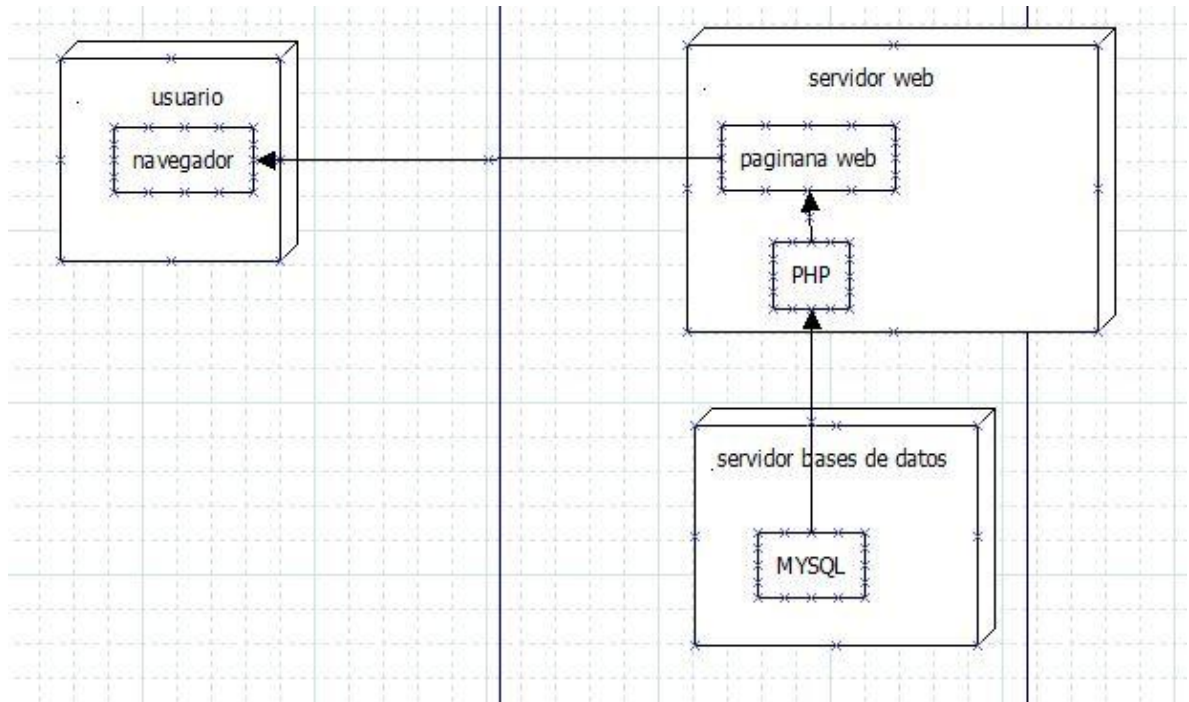 usuario
navegador
servidor web
paginana web
PHP
servidor bases de datos
MYSQL